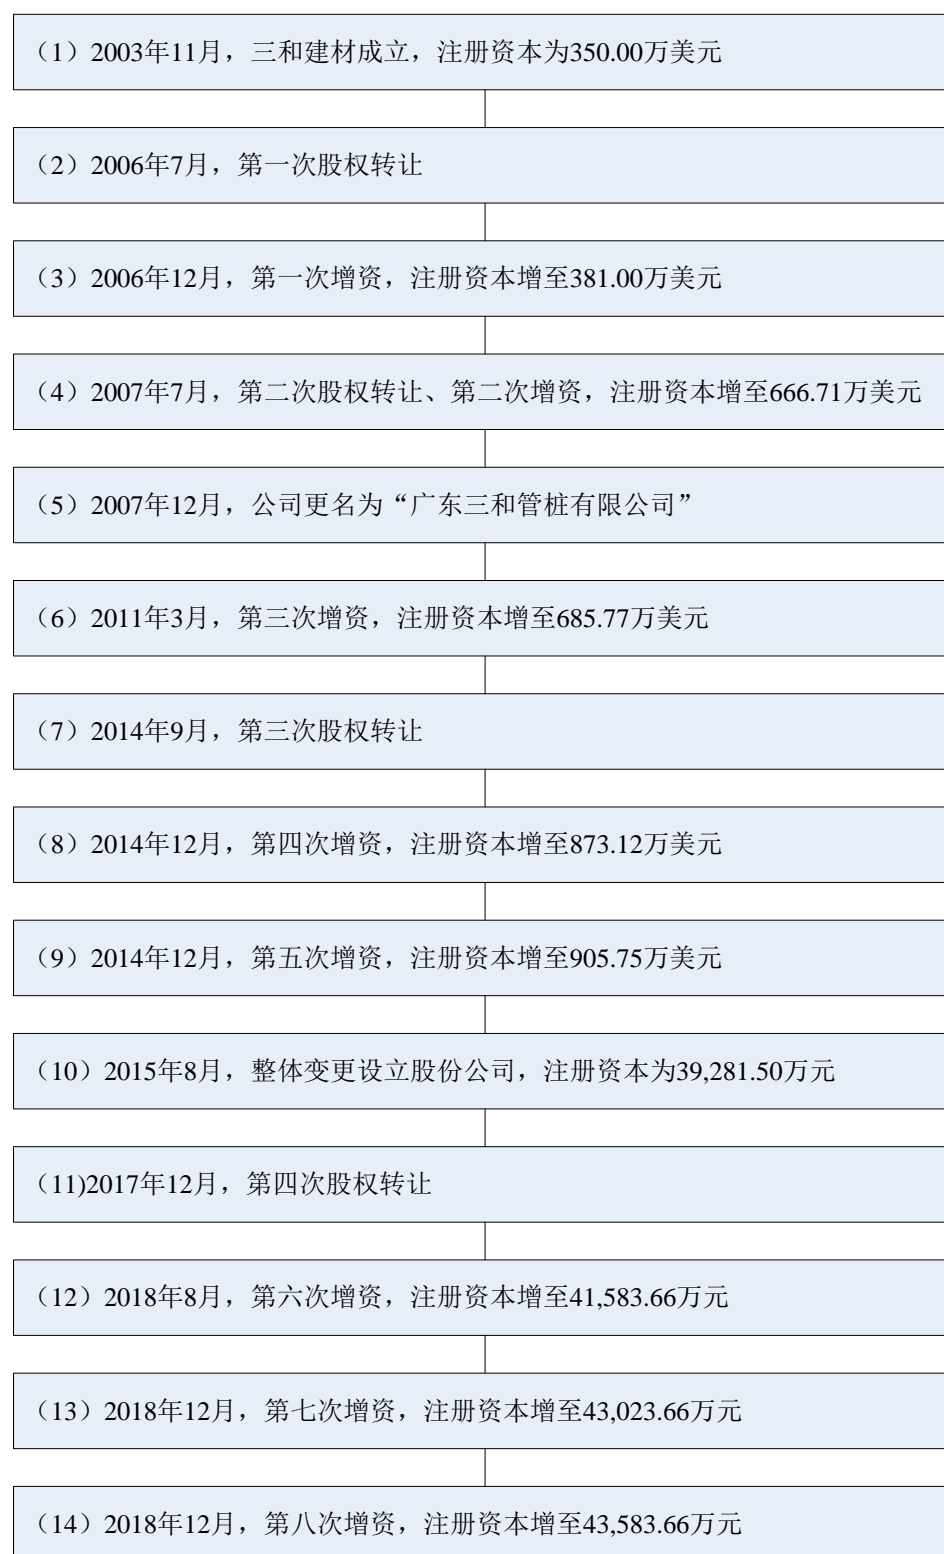 （1）2003年11月，三和建材成立，注册资本为350.00万美元
（2）2006年7月，第一次股权转让
（3）2006年12月，第一次增资，注册资本增至381.00万美元
（4）2007年7月，第二次股权转让、第二次增资，注册资本增至666.71万美元
（5）2007年12月，公司更名为“广东三和管桩有限公司”
（6）2011年3月，第三次增资，注册资本增至685.77万美元
（7）2014年9月，第三次股权转让
（8）2014年12月，第四次增资，注册资本增至873.12万美元
（9）2014年12月，第五次增资，注册资本增至905.75万美元
（10）2015年8月，整体变更设立股份公司，注册资本为39,281.50万元
（11)2017年12月，第四次股权转让
（12）2018年8月，第六次增资，注册资本增至41,583.66万元
（13）2018年12月，第七次增资，注册资本增至43,023.66万元
（14）2018年12月，第八次增资，注册资本增至43,583.66万元